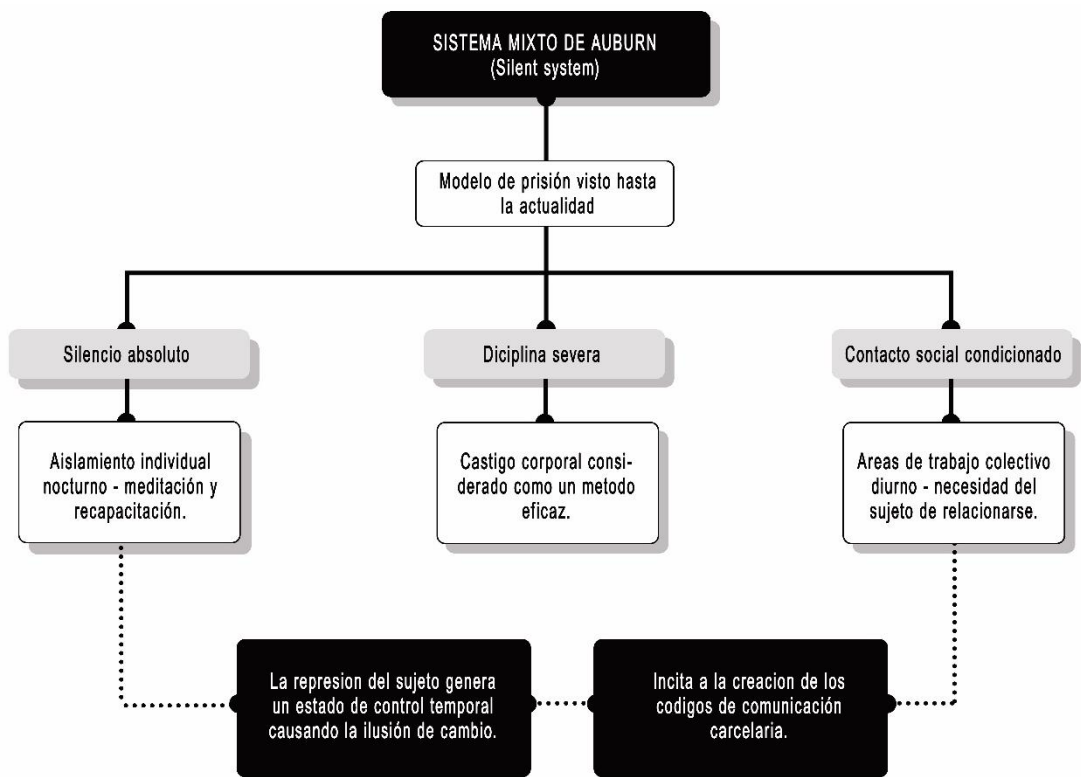 SISTEMA MIXTO DE AUBURN
(Silent system)
Modelo de prisión visto hasta
la actualidad
Silencio absoluto
Diciplina severa
Contacto social condicionado
Aislamiento individual
nocturno - meditación y
recapacitación.
Castigo corporal consi-
derado como un metodo
eficaz.
Areas de trabajo colectivo
diurno - necesidad del
sujeto de relacionarse.
La represion del sujeto genera
un estado de control temporal
causando la ilusión de cambio.
Incita a la creacion de los
codigos de comunicación
carcelaria.